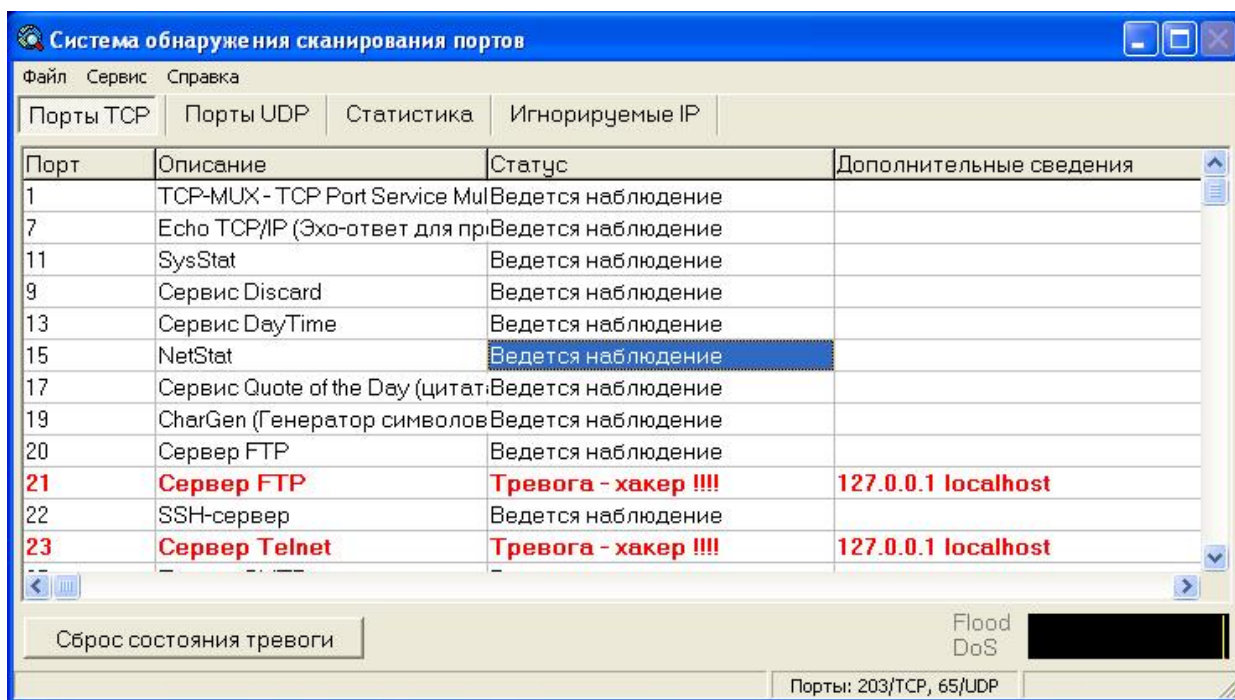 Система обнаружения сканирования портов
Файл Сервис Справка
Порты TCP Порты UDP Статистика Игнорируемые IP
Порт Описание Статус Дополнительные сведения
1 TCP-MUX - TCP Port Service Mul Ведется наблюдение
7 Echo TCP/IP (Эхо-ответ для пр Ведется наблюдение
11 SysStat Ведется наблюдение
9 Сервис Discard Ведется наблюдение
13 Сервис DayTime Ведется наблюдение
15 NetStat Ведется наблюдение
17 Сервис Quote of the Day (цитат Ведется наблюдение
19 CharGen (Генератор символов Ведется наблюдение
20 Сервер FTP Ведется наблюдение
21 Сервер FTP Тревога - хакер !!!! 127.0.0.1 localhost
22 SSH-сервер Ведется наблюдение
23 Сервер Telnet Тревога - хакер !!!! 127.0.0.1 localhost
Сброс состояния тревоги
Flood
DoS
Порты: 203/TCP, 65/UDP